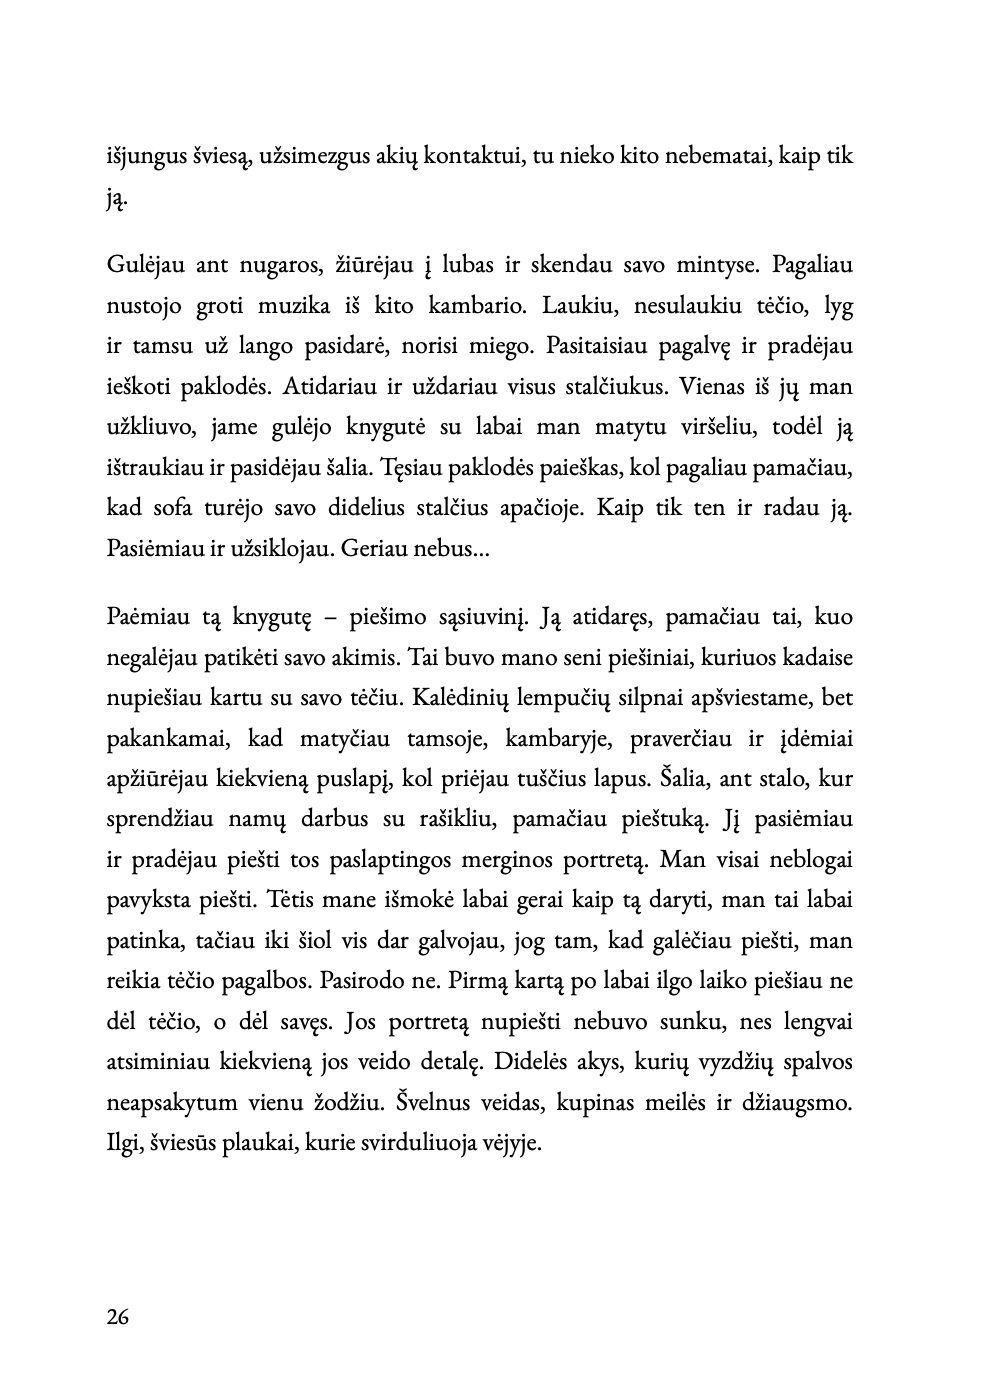 išjungus šviesą, užsimezgus akių kontaktui, tu nieko kito nebematai, kaip tik
ją.
Gulėjau ant nugaros, žiūrėjau į lubas ir skendau savo mintyse. Pagaliau
nustojo groti muzika iš kito kambario. Laukiu, nesulaukiu tėčio, lyg
ir tamsu už lango pasidarė, norisi miego. Pasitaisiau pagalvę ir pradėjau
ieškoti paklodės. Atidariau ir uždariau visus stalčiukus. Vienas iš jų man
užkliuvo, jame gulėjo knygutė su labai man matytu viršeliu, todėl ją
ištraukiau ir pasidėjau šalia. Tęsiau paklodės paieškas, kol pagaliau pamačiau,
kad sofa turėjo savo didelius stalčius apačioje. Kaip tik ten ir radau ją.
Pasiėmiau ir užsiklojau. Geriau nebus...
Paėmiau tą knygutę – piešimo sąsiuvinį. Ją atidaręs, pamačiau tai, kuo
negalėjau patikėti savo akimis. Tai buvo mano seni piešiniai, kuriuos kadaise
nupiešiau kartu su savo tėčiu. Kalėdinių lempučių silpnai apšviestame, bet
pakankamai, kad matyčiau tamsoje, kambaryje, praverčiau ir įdėmiai
apžiūrėjau kiekvieną puslapį, kol priėjau tuščius lapus. Šalia, ant stalo, kur
sprendžiau namų darbus su rašikliu, pamačiau pieštuką. Jį pasiėmiau
ir pradėjau piešti tos paslaptingos merginos portretą. Man visai neblogai
pavyksta piešti. Tėtis mane išmokė labai gerai kaip tą daryti, man tai labai
patinka, tačiau iki šiol vis dar galvojau, jog tam, kad galėčiau piešti, man
reikia tėčio pagalbos. Pasirodo ne. Pirmą kartą po labai ilgo laiko piešiau ne
dėl tėčio, o dėl savęs. Jos portretą nupiešti nebuvo sunku, nes lengvai
atsiminiau kiekvieną jos veido detalę. Didelės akys, kurių vyzdžių spalvos
neapsakytum vienu žodžiu. Švelnus veidas, kupinas meilės ir džiaugsmo.
Ilgi, šviesūs plaukai, kurie svirduliuoja vėjyje.
26